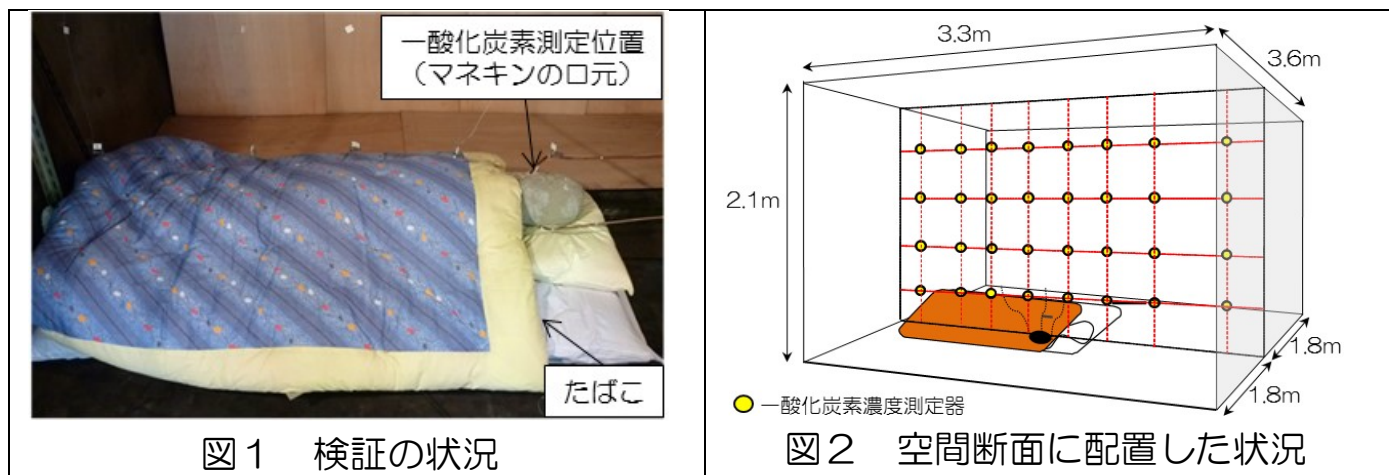 一酸化炭素測定位置
（マネキンの口元）
たばこ
図１　検証の状況
3.3m
3.6m
2.1m
1.8m
1.8m
一酸化炭素濃度測定器
図２　空間断面に配置した状況